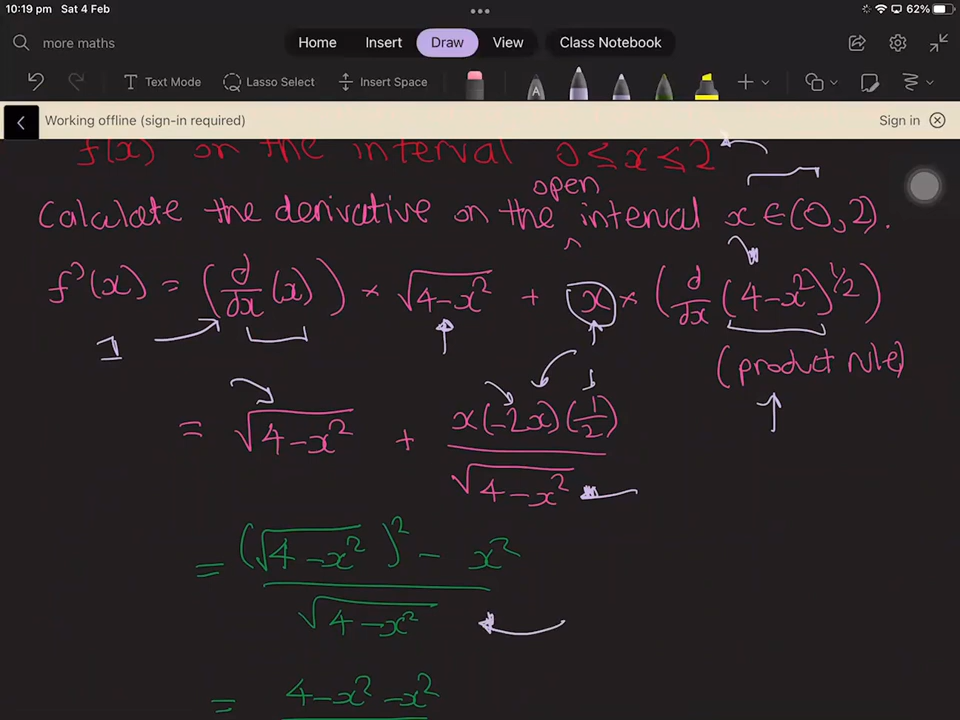 10:19 pm Sat 4 Feb 62%
more maths Home Insert Draw View Class Notebook
Text Mode Lasso Select Insert Space
Working offline (sign-in required) Sign in
f(x) on the interval 0 ≤ x ≤ 2
open
Calculate the derivative on the ^ interval x ∈ (0, 2).
f'(x) = (d/dx (x)) × √(4-x²) + x × (d/dx (4-x²)^1/2)
1
(product rule)
= √(4-x²) + x(-2x)(1/2) / √(4-x²)
= ((√(4-x²))² - x²) / √(4-x²)
= 4-x²-x²